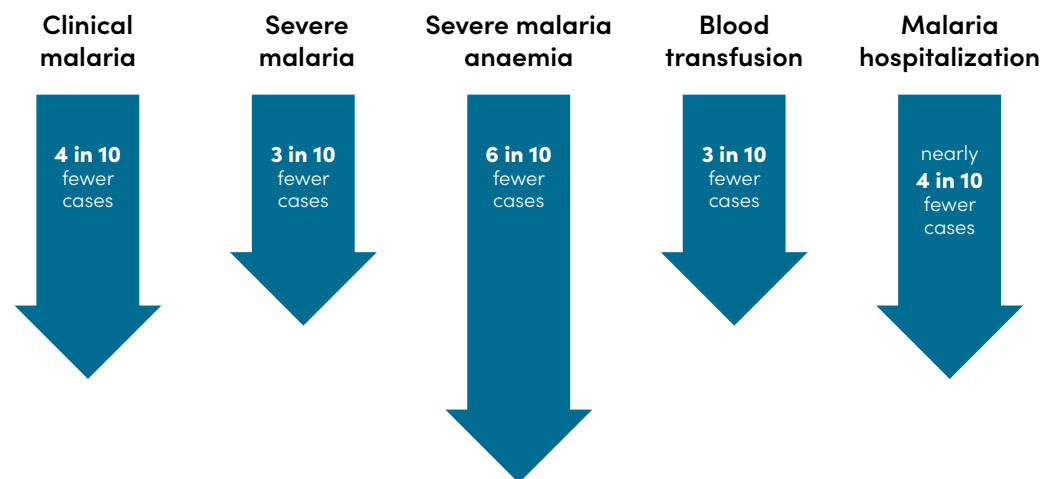 Clinical
malaria
4 in 10
fewer
cases
Severe
malaria
3 in 10
fewer
cases
Severe malaria
anaemia
6 in 10
fewer
cases
Blood
transfusion
3 in 10
fewer
cases
Malaria
hospitalization
nearly
4 in 10
fewer
cases